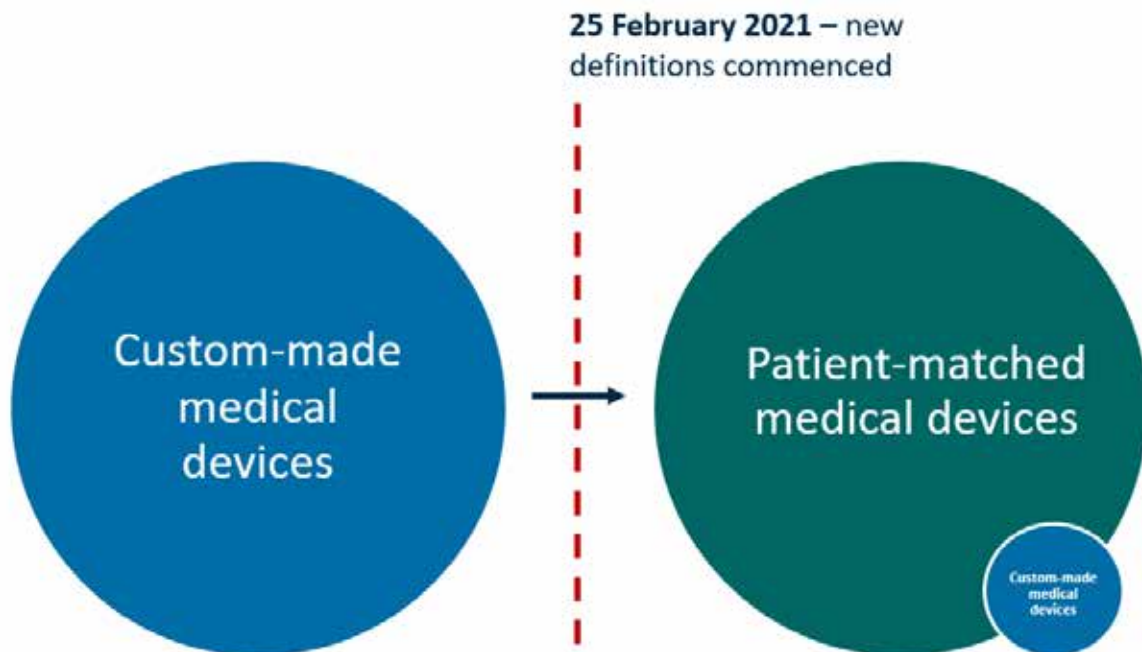 25 February 2021 – new
definitions commenced
Custom-made
medical
devices
Patient-matched
medical devices
Custom-made
medical
devices